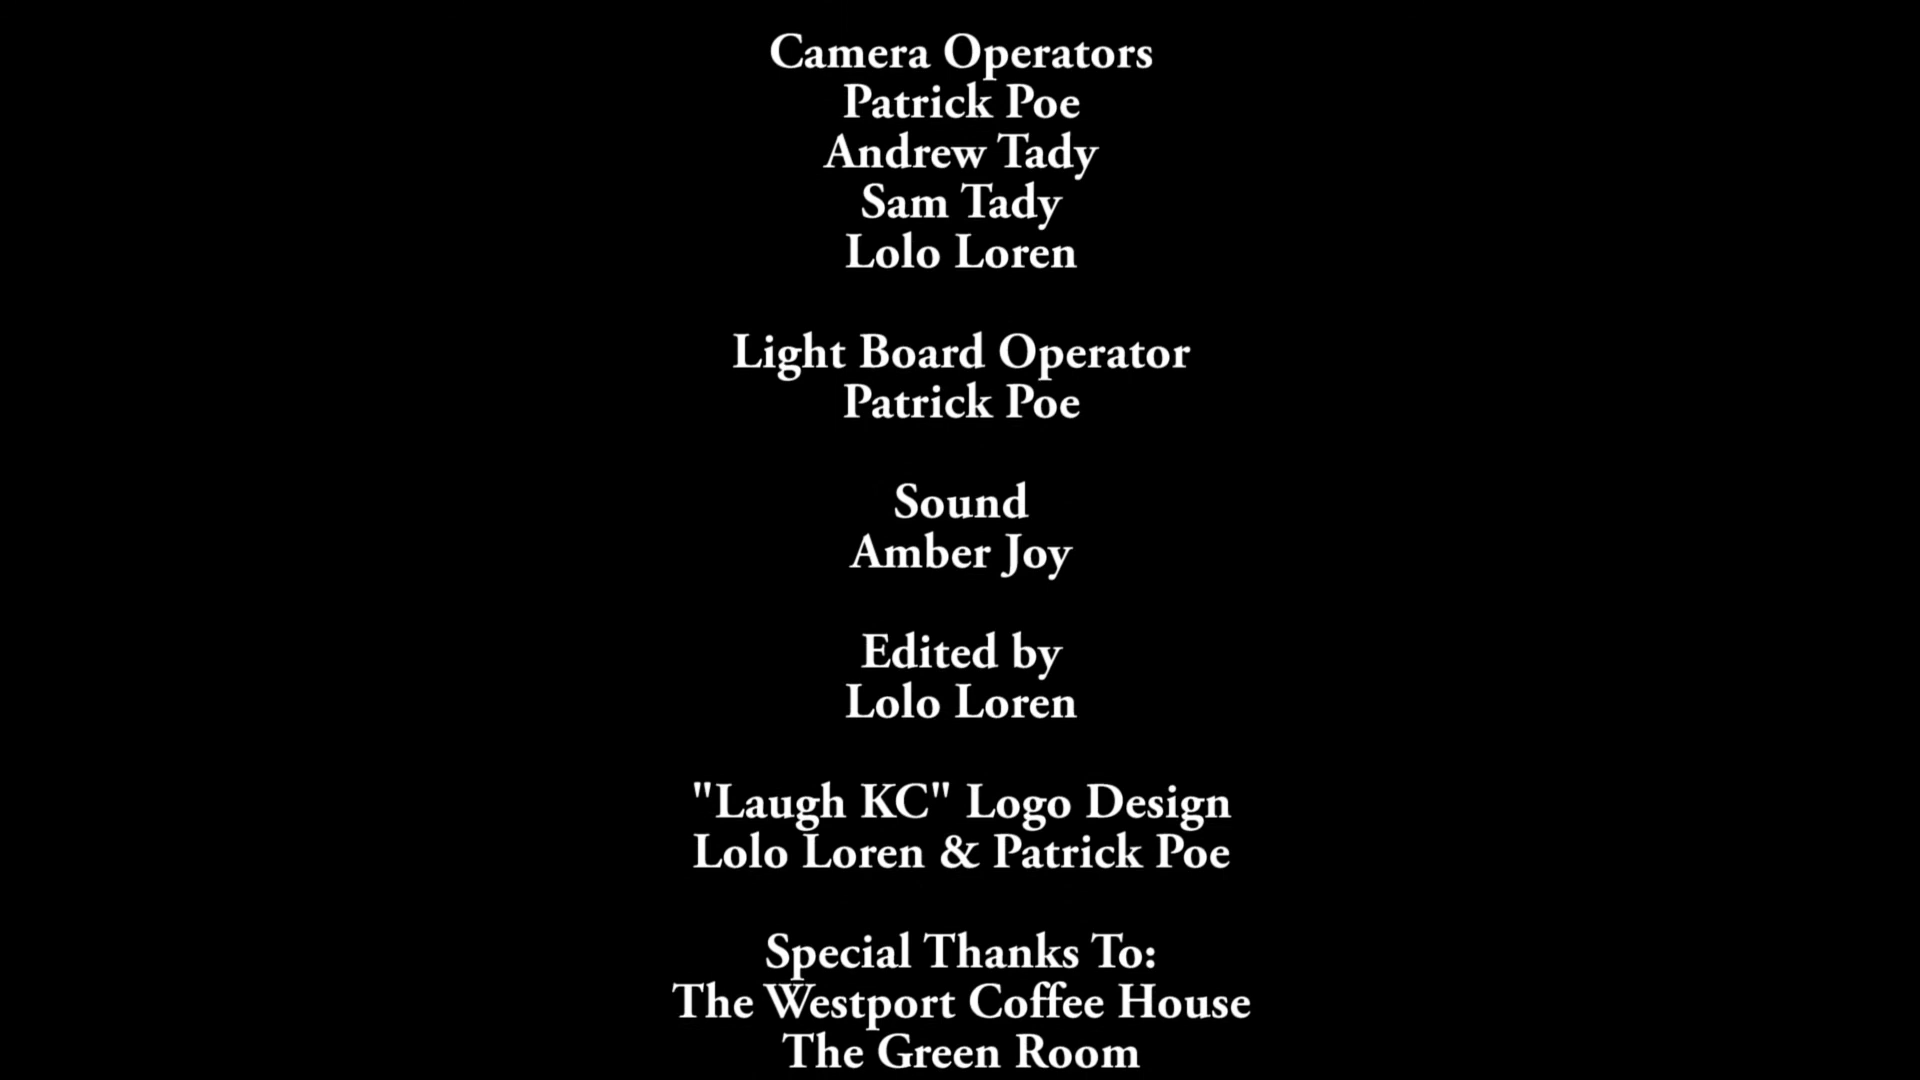 Camera Operators
Patrick Poe
Andrew Tady
Sam Tady
Lolo Loren
Light Board Operator
Patrick Poe
Sound
Amber Joy
Edited by
Lolo Loren
"Laugh KC" Logo Design
Lolo Loren & Patrick Poe
Special Thanks To:
The Westport Coffee House
The Green Room